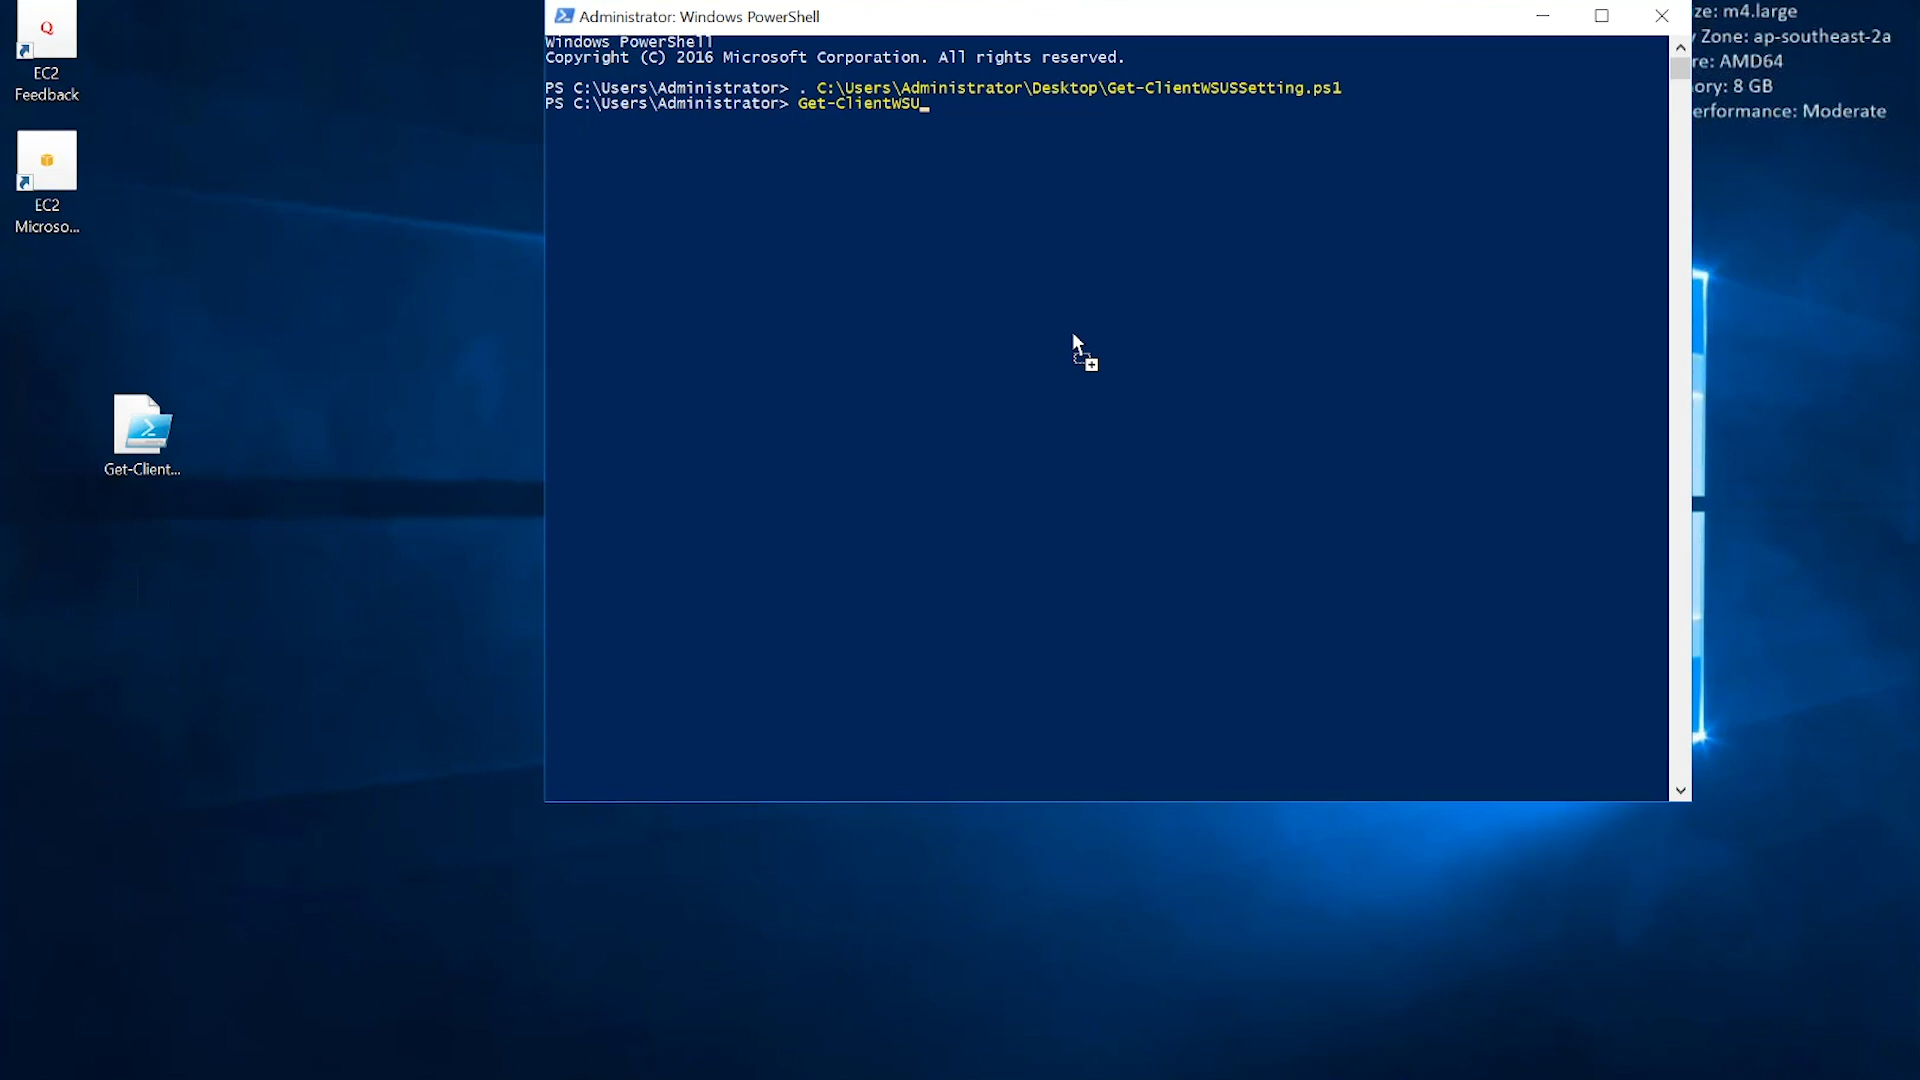 Q
EC2
Feedback
EC2
Microso...
Get-Client...
Administrator: Windows PowerShell
Windows PowerShell
Copyright (C) 2016 Microsoft Corporation. All rights reserved.
PS C:\Users\Administrator> . C:\Users\Administrator\Desktop\Get-ClientWSUSSetting.ps1
PS C:\Users\Administrator> Get-ClientWSU_
ze: m4.large
Zone: ap-southeast-2a
re: AMD64
ory: 8 GB
erformance: Moderate